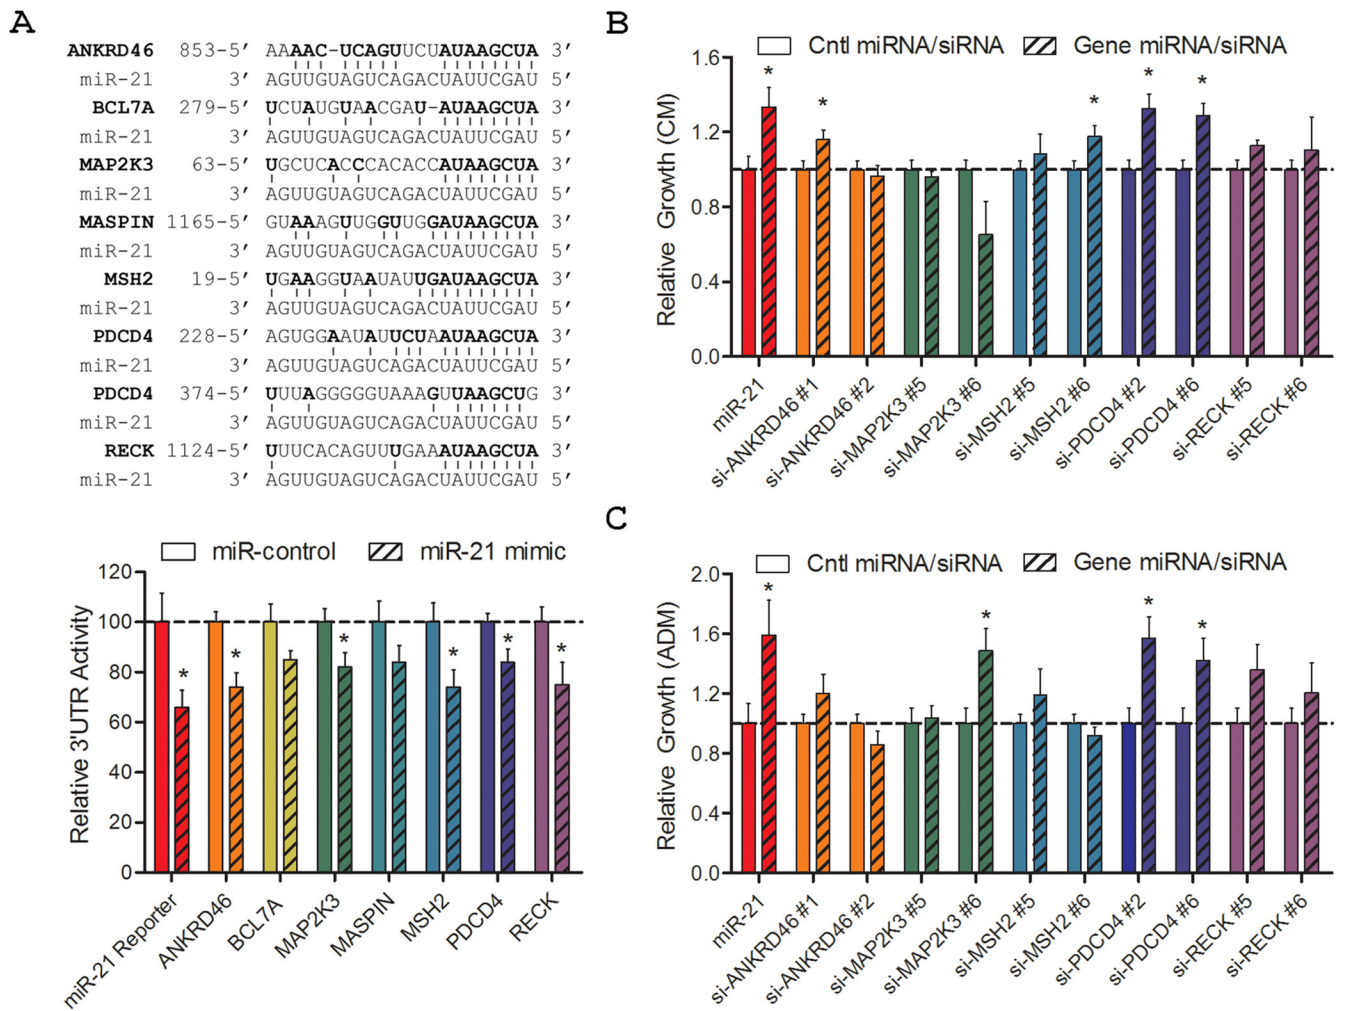 A
ANKRD46 853-5′ AAAAC-UCAGUUCUAUAAGCUA 3′
miR-21 3′ AGUUGUAGUCAGACUAUUCGAU 5′
BCL7A 279-5′ UCUAUGUAACGAU-AUAAGCUA 3′
miR-21 3′ AGUUGUAGUCAGACUAUUCGAU 5′
MAP2K3 63-5′ UGCUCACCCACACCAUAAGCUA 3′
miR-21 3′ AGUUGUAGUCAGACUAUUCGAU 5′
MASPIN 1165-5′ GUAAAGUUGGUUGGAUAAGCUA 3′
miR-21 3′ AGUUGUAGUCAGACUAUUCGAU 5′
MSH2 19-5′ UGAAGGUAAUAUUGAUAAGCUA 3′
miR-21 3′ AGUUGUAGUCAGACUAUUCGAU 5′
PDCD4 228-5′ AGUGGAAUAUUCUAAUAAGCUA 3′
miR-21 3′ AGUUGUAGUCAGACUAUUCGAU 5′
PDCD4 374-5′ UUUAGGGGGUAAAGUUUAAGCUG 3′
miR-21 3′ AGUUGUAGUCAGACUAUUCGAU 5′
RECK 1124-5′ UUUCACAGUUUUGAAAUAAGCUA 3′
miR-21 3′ AGUUGUAGUCAGACUAUUCGAU 5′
miR-control miR-21 mimic
Relative 3'UTR Activity
120
100
80
60
40
20
0
* * * * * *
miR-21 Reporter
ANKRD46
BCL7A
MAP2K3
MASPIN
MSH2
PDCD4
RECK
B
Cntl miRNA/siRNA Gene miRNA/siRNA
Relative Growth (CM)
1.6
1.2
0.8
0.4
0.0
* * * * *
miR-21
si-ANKRD46 #1
si-ANKRD46 #2
si-MAP2K3 #5
si-MAP2K3 #6
si-MSH2 #5
si-MSH2 #6
si-PDCD4 #2
si-PDCD4 #6
si-RECK #5
si-RECK #6
C
Cntl miRNA/siRNA Gene miRNA/siRNA
Relative Growth (ADM)
2.0
1.6
1.2
0.8
0.4
0.0
* * * *
miR-21
si-ANKRD46 #1
si-ANKRD46 #2
si-MAP2K3 #5
si-MAP2K3 #6
si-MSH2 #5
si-MSH2 #6
si-PDCD4 #2
si-PDCD4 #6
si-RECK #5
si-RECK #6